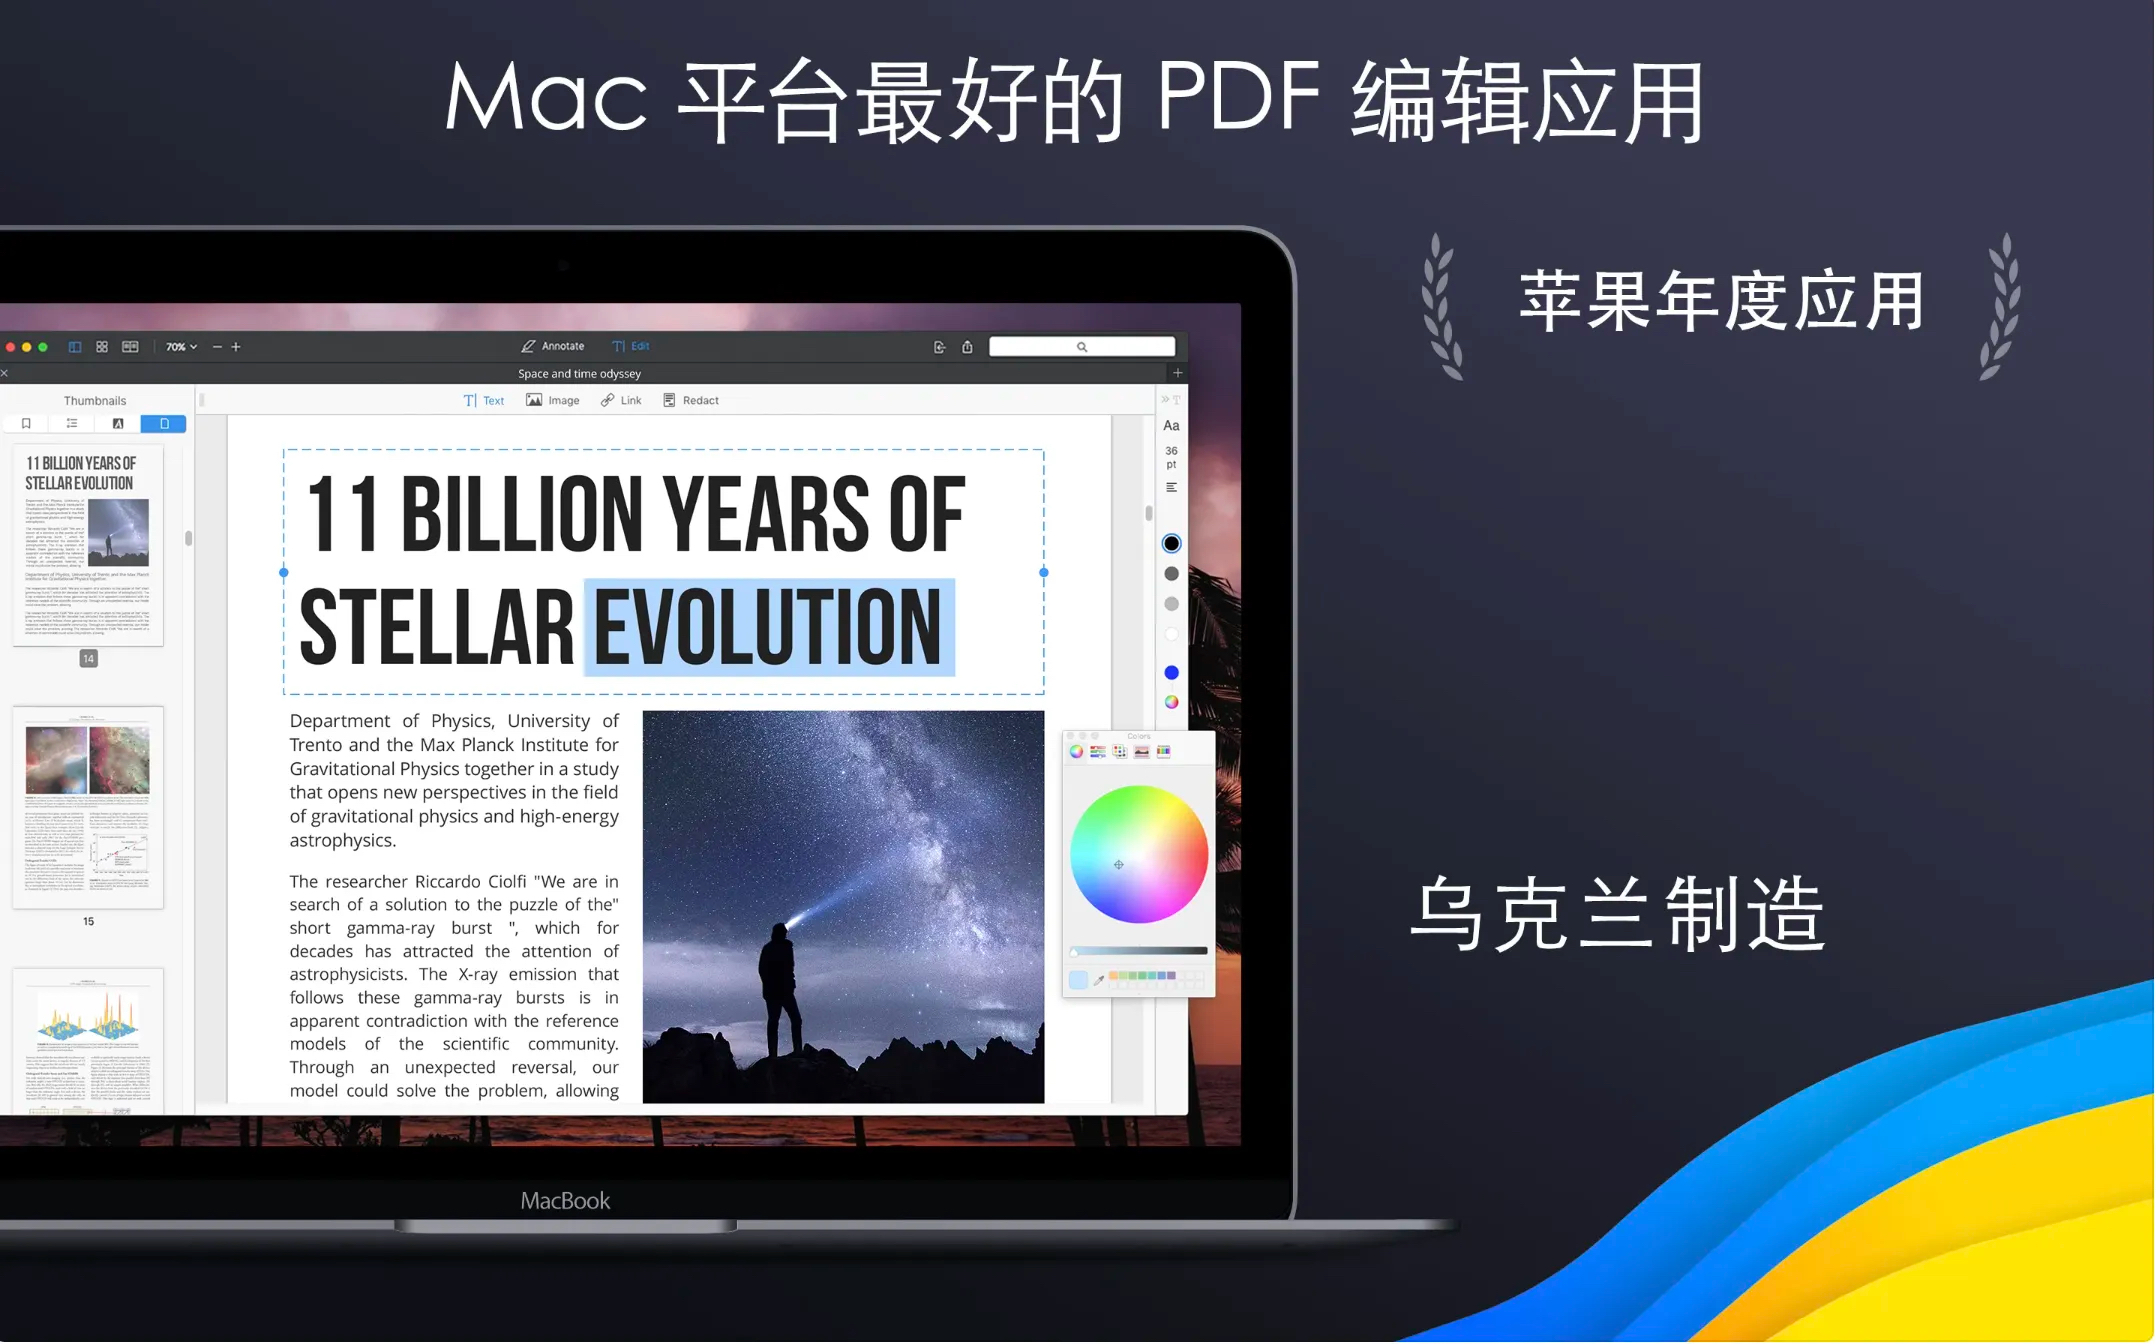 Mac 平台最好的 PDF 编辑应用
苹果年度应用
70%
Annotate
Edit
Space and time odyssey
Thumbnails
Text
Image
Link
Redact
Aa
36
pt
11 BILLION YEARS OF
STELLAR EVOLUTION
14
15
11 BILLION YEARS OF
STELLAR EVOLUTION
Department of Physics, University of
Trento and the Max Planck Institute for
Gravitational Physics together in a study
that opens new perspectives in the field
of gravitational physics and high-energy
astrophysics.
The researcher Riccardo Ciolfi "We are in
search of a solution to the puzzle of the"
short gamma-ray burst ", which for
decades has attracted the attention of
astrophysicists. The X-ray emission that
follows these gamma-ray bursts is in
apparent contradiction with the reference
models of the scientific community.
Through an unexpected reversal, our
model could solve the problem, allowing
Colors
乌克兰制造
MacBook